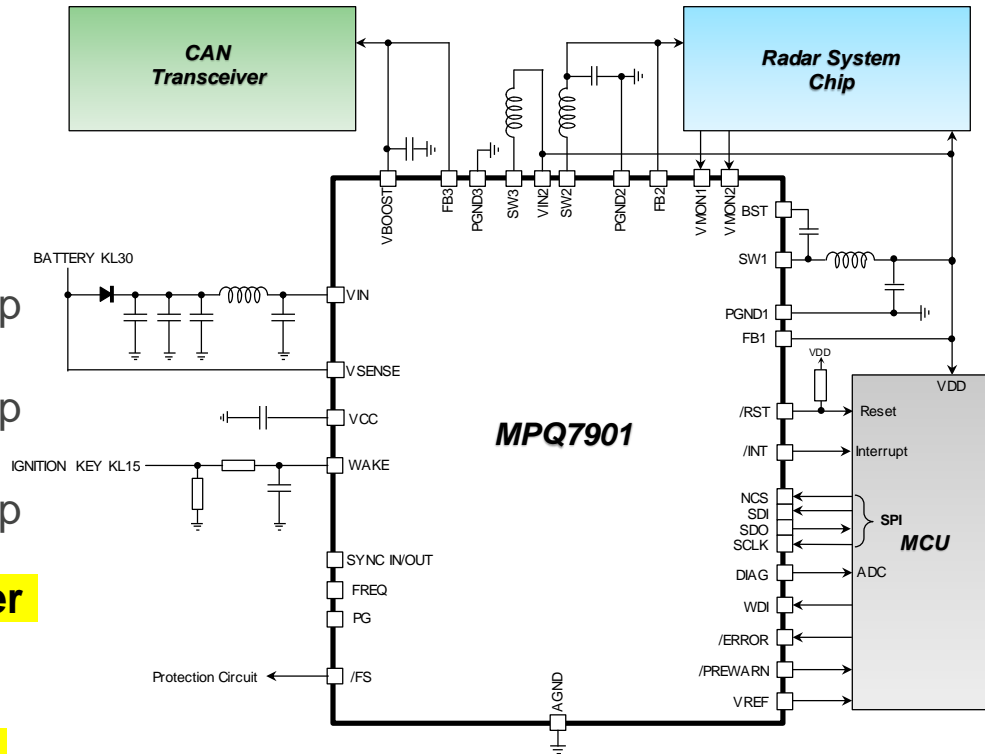 CAN
Transceiver
Radar System
Chip
VBOOST
FB3
PGND3
SW3
VIN2
SW2
PGND2
FB2
VMON1
VMON2
BST
SW1
PGND1
FB1
BATTERY KL30
VIN
VSENSE
VCC
IGNITION KEY KL15
WAKE
SYNC IN/OUT
FREQ
PG
Protection Circuit
/FS
AGND
MPQ7901
VDD
VDD
/RST
Reset
/INT
Interrupt
NCS
SDI
SDO
SCLK
SPI
MCU
DIAG
ADC
WDI
/ERROR
/PREWARN
VREF
p
p
p
er